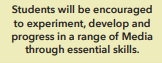 Students will be encouraged
to experiment, develop and
progress in a range of Media
through essential skills.